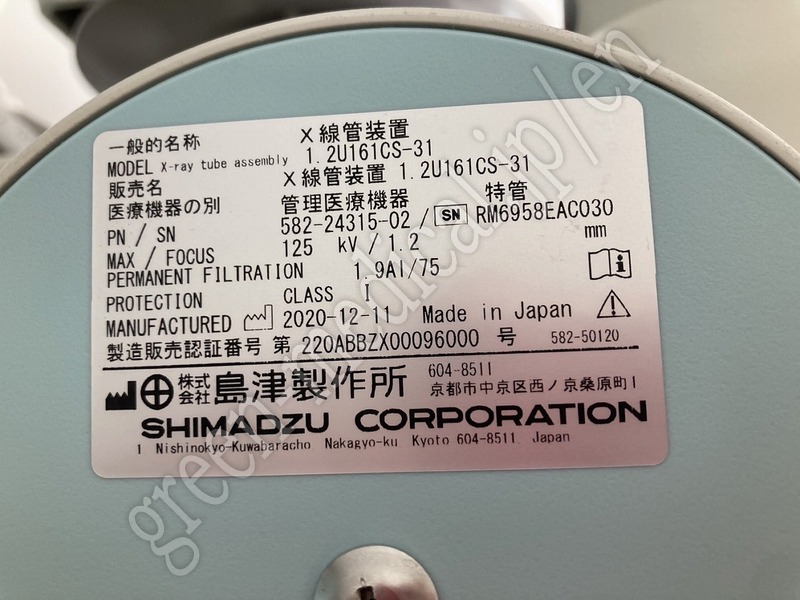 一般的名称 X線管装置
MODEL X-ray tube assembly 1.2U161CS-31
販売名 X線管装置 1.2U161CS-31
医療機器の別 管理医療機器 特管
PN / SN 582-24315-02 / SN RM6958EAC030
MAX / FOCUS 125 kV / 1.2 mm
PERMANENT FILTRATION 1.9Al/75
PROTECTION CLASS I
MANUFACTURED 2020-12-11 Made in Japan
製造販売認証番号 第 220ABBZX00096000 号 582-50120
株式会社 島津製作所 604-8511
京都市中京区西ノ京桑原町1
SHIMADZU CORPORATION
1 Nishinokyo-Kuwabaracho Nakagyo-ku Kyoto 604-8511 Japan
green-medical.jp/en